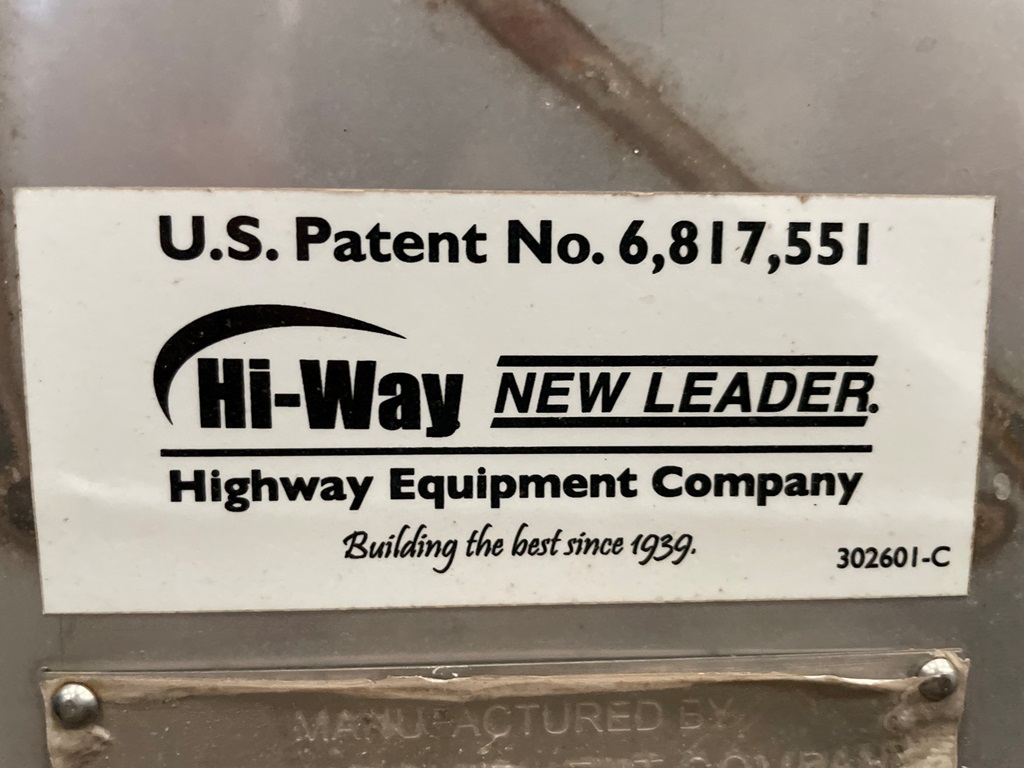 U.S. Patent No. 6,817,551
Hi-Way NEW LEADER.
Highway Equipment Company
Building the best since 1939.
302601-C
MANUFACTURED BY